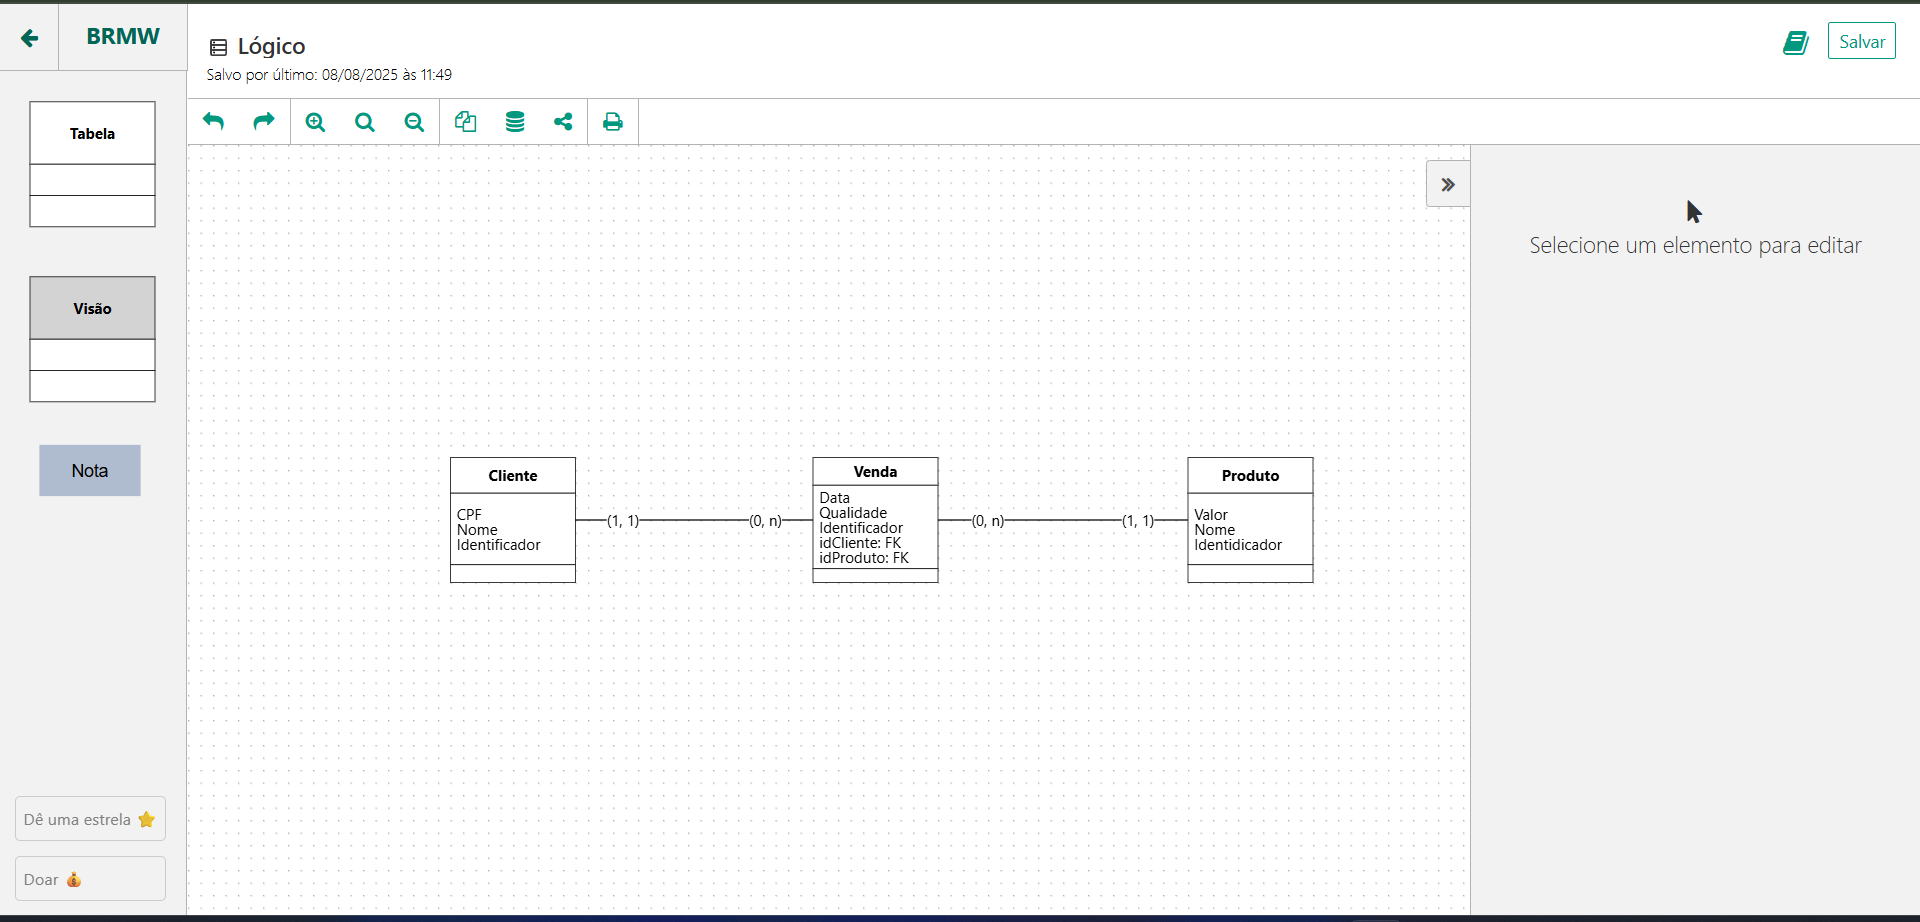 BRMW
Lógico
Salvo por último: 08/08/2025 às 11:49
Salvar
Tabela
Visão
Nota
Dê uma estrela
Doar
Selecione um elemento para editar
Cliente
CPF
Nome
Identificador
(1, 1)
(0, n)
Venda
Data
Qualidade
Identificador
idCliente: FK
idProduto: FK
(0, n)
(1, 1)
Produto
Valor
Nome
Identidicador